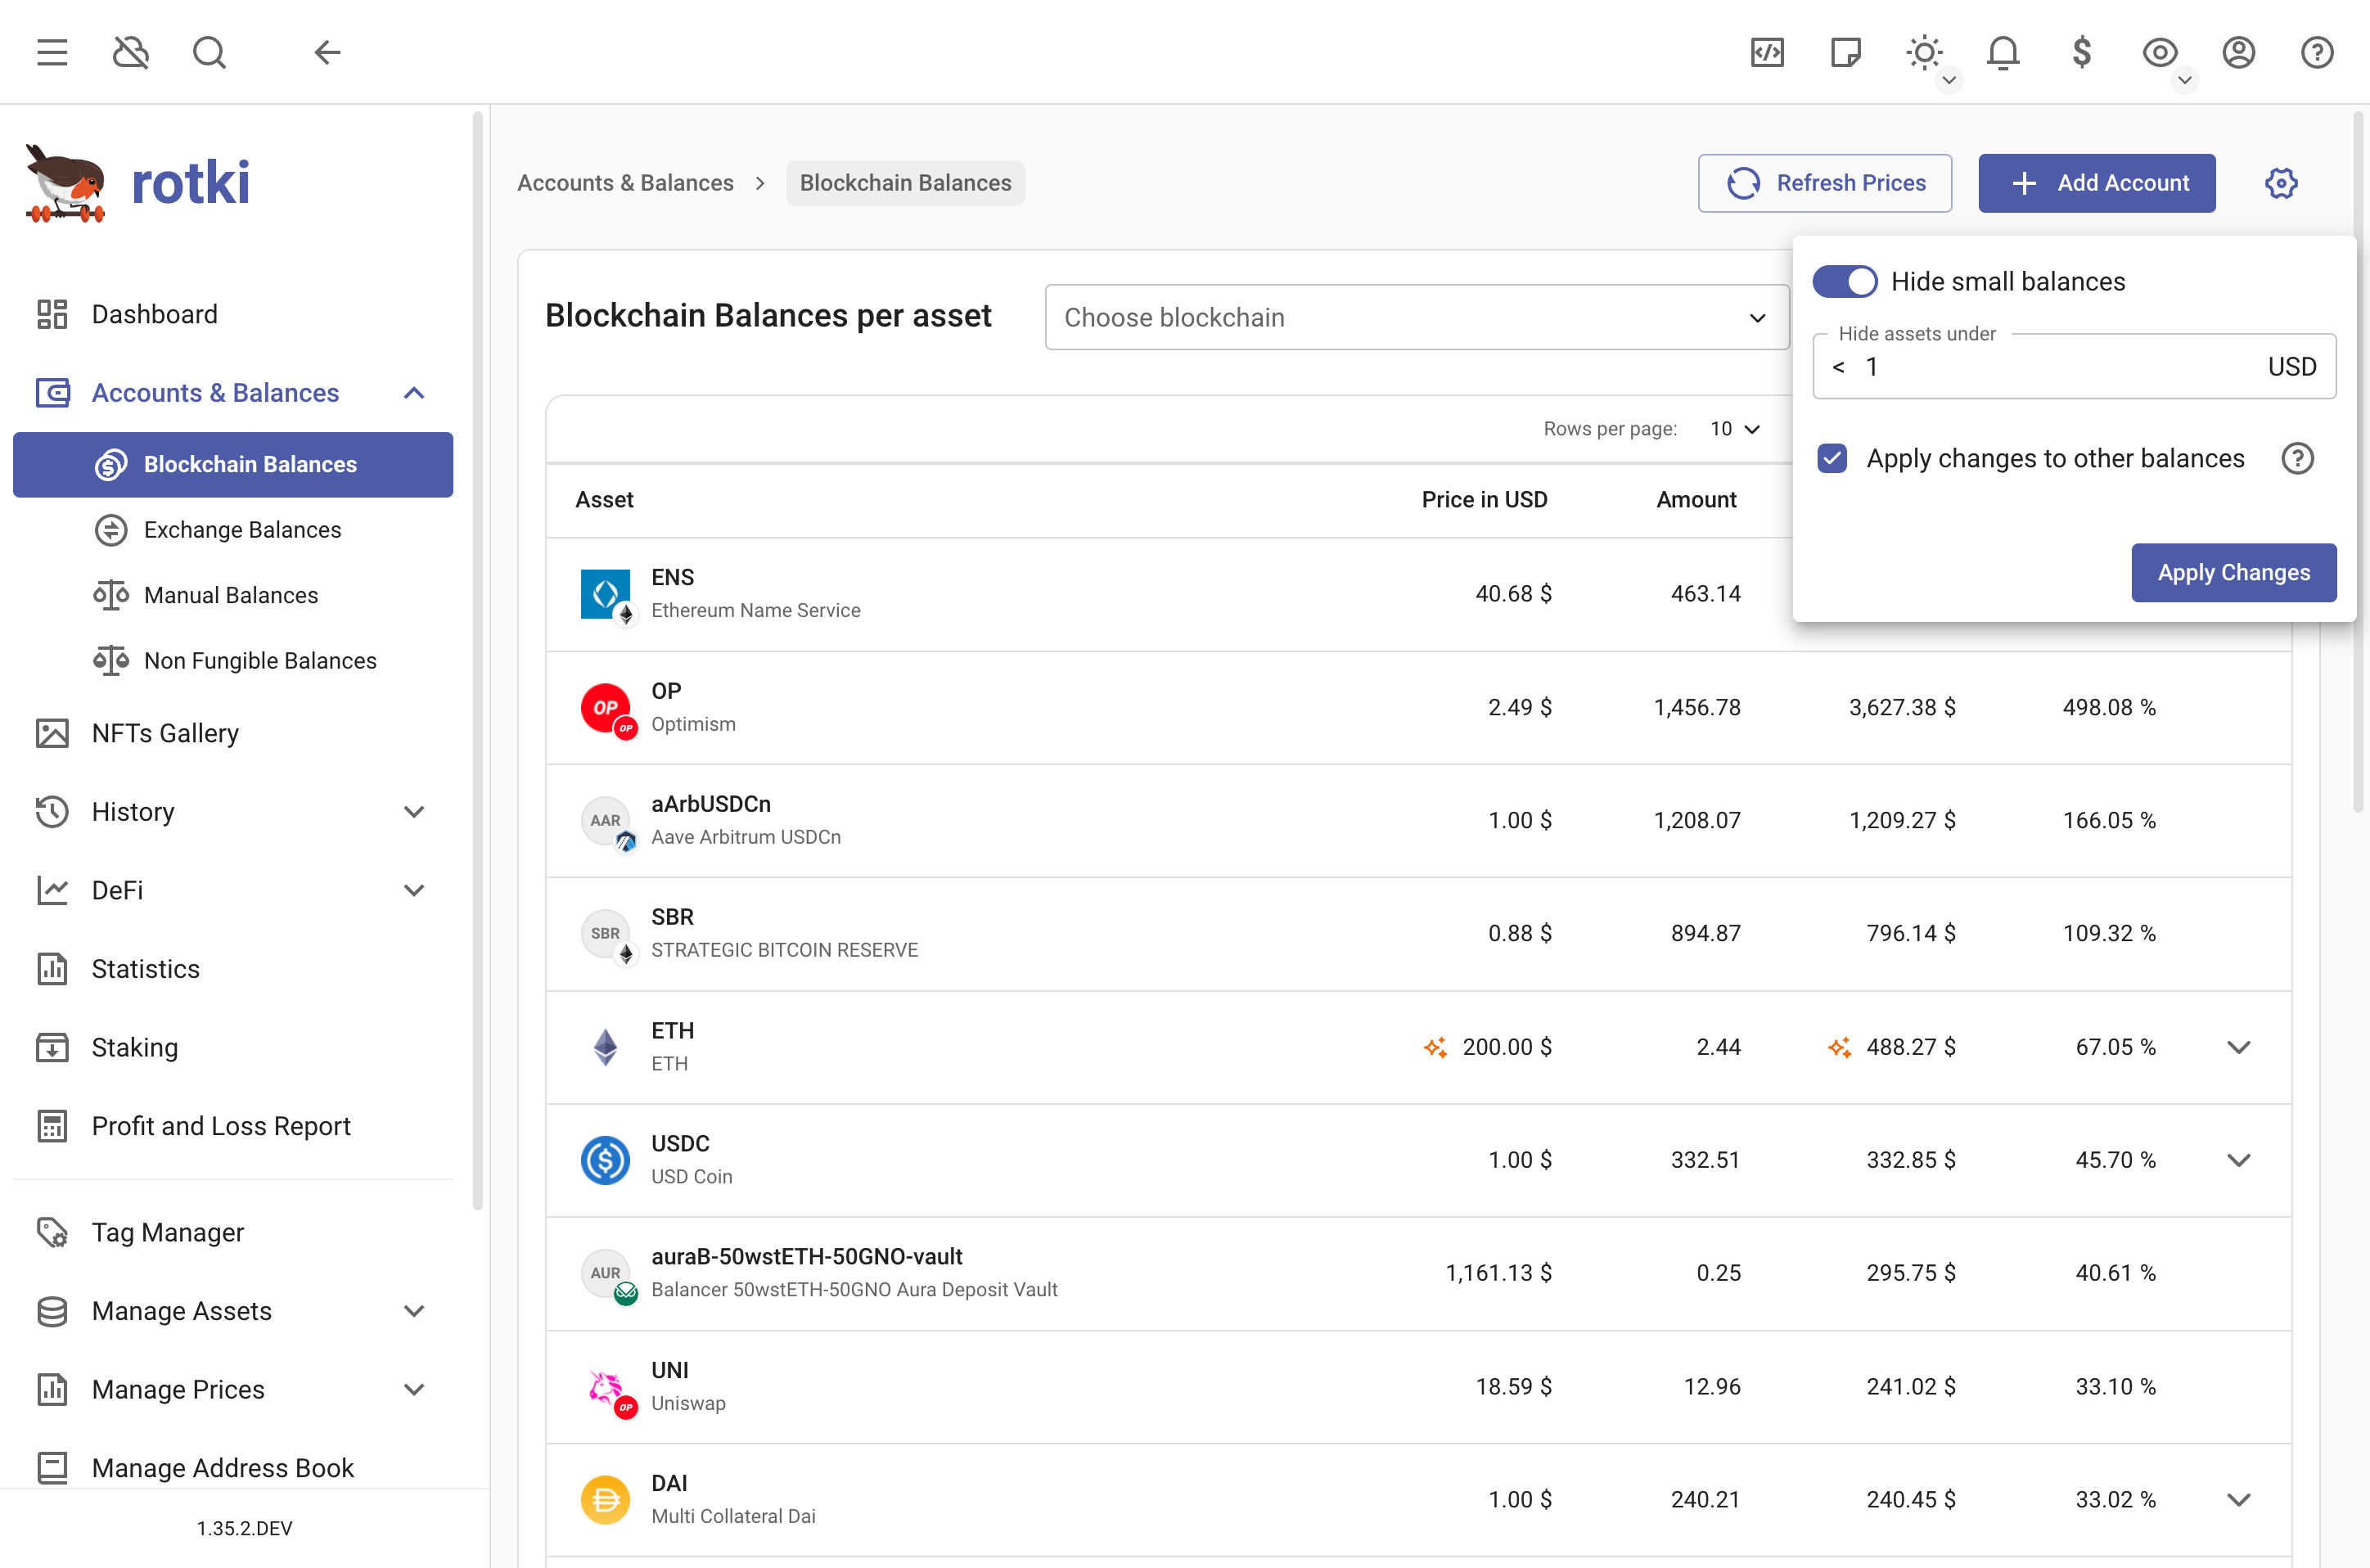 rotki
Dashboard
Accounts & Balances
Blockchain Balances
Exchange Balances
Manual Balances
Non Fungible Balances
NFTs Gallery
History
DeFi
Statistics
Staking
Profit and Loss Report
Tag Manager
Manage Assets
Manage Prices
Manage Address Book
1.35.2.DEV
Accounts & Balances
Blockchain Balances
Refresh Prices
Add Account
Hide small balances
Hide assets under
< 1 USD
Apply changes to other balances
Apply Changes
Blockchain Balances per asset
Choose blockchain
Rows per page: 10
Asset Price in USD Amount
ENS
Ethereum Name Service
40.68 $ 463.14
OP
OP
OP
Optimism
2.49 $ 1,456.78 3,627.38 $ 498.08 %
AAR
aArbUSDCn
Aave Arbitrum USDCn
1.00 $ 1,208.07 1,209.27 $ 166.05 %
SBR
SBR
STRATEGIC BITCOIN RESERVE
0.88 $ 894.87 796.14 $ 109.32 %
ETH
ETH
200.00 $ 2.44 488.27 $ 67.05 %
USDC
USD Coin
1.00 $ 332.51 332.85 $ 45.70 %
AUR
auraB-50wstETH-50GNO-vault
Balancer 50wstETH-50GNO Aura Deposit Vault
1,161.13 $ 0.25 295.75 $ 40.61 %
OP
UNI
Uniswap
18.59 $ 12.96 241.02 $ 33.10 %
DAI
Multi Collateral Dai
1.00 $ 240.21 240.45 $ 33.02 %